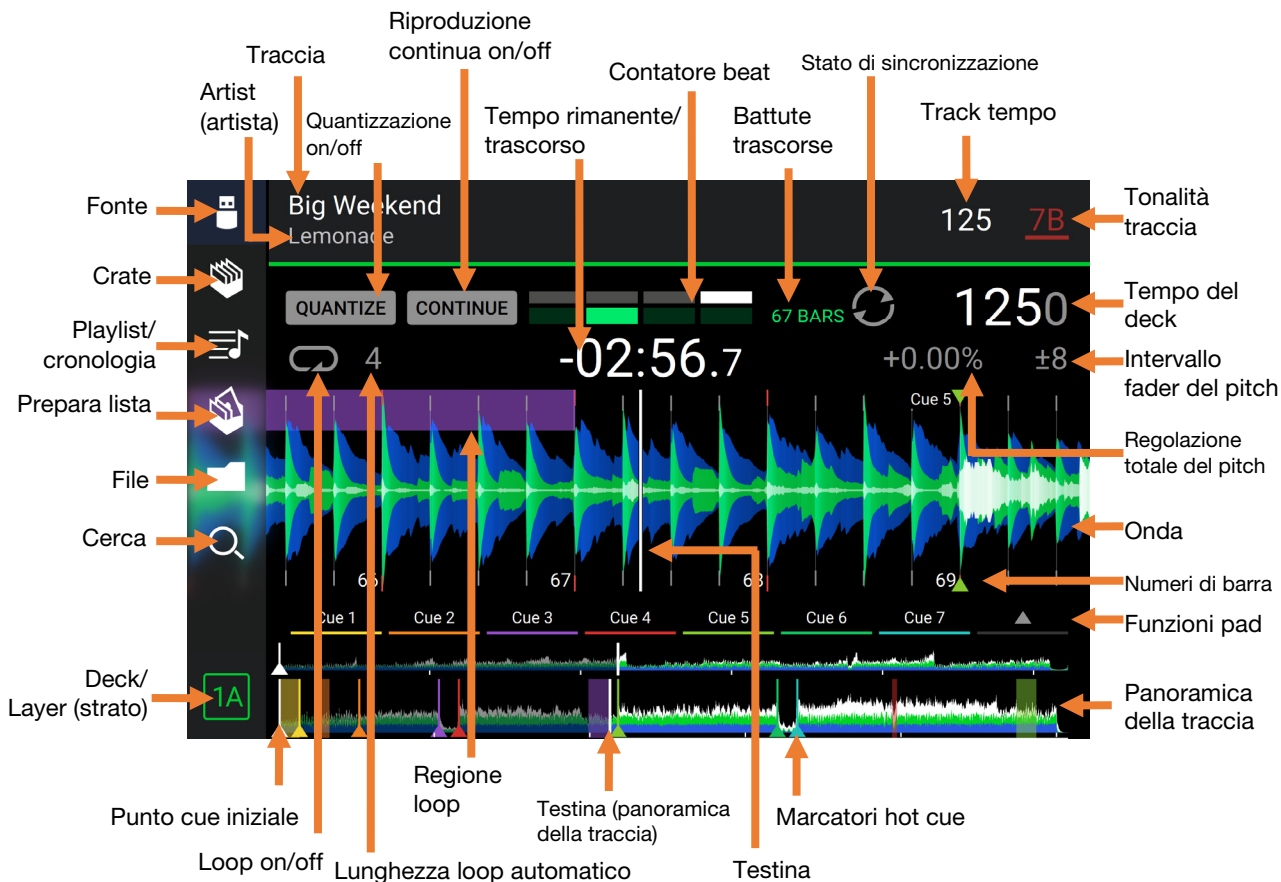 Riproduzione
continua on/off
Traccia
Contatore beat
Stato di sincronizzazione
Artist
(artista)
Quantizzazione
on/off
Tempo rimanente/
trascorso
Battute
trascorse
Track tempo
Fonte
Big Weekend
Lemonade
125
7B
Tonalità
traccia
Crate
QUANTIZE
CONTINUE
67 BARS
1250
Tempo del
deck
Playlist/
cronologia
4
-02:56.7
+0.00%
±8
Intervallo
fader del pitch
Prepara lista
Cue 5
Regolazione
totale del pitch
File
Onda
Cerca
66
67
68
69
Numeri di barra
Cue 1
Cue 2
Cue 3
Cue 4
Cue 5
Cue 6
Cue 7
Funzioni pad
Deck/
Layer (strato)
1A
Panoramica
della traccia
Regione
loop
Punto cue iniziale
Testina (panoramica
della traccia)
Marcatori hot cue
Loop on/off
Lunghezza loop automatico
Testina